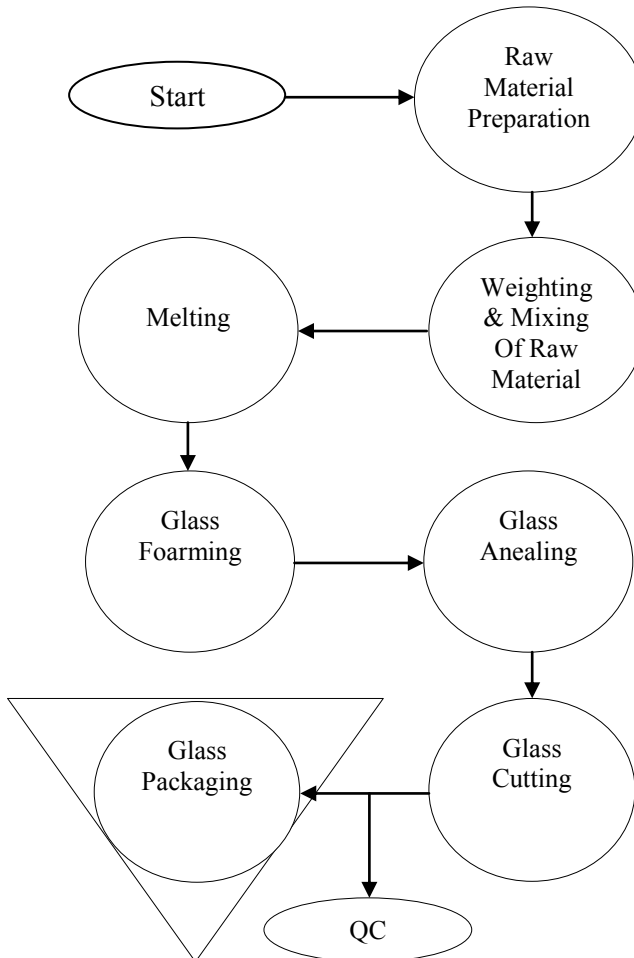 Start
Raw
Material
Preparation
Weighting
& Mixing
Of Raw
Material
Melting
Glass
Foarming
Glass
Anealing
Glass
Cutting
Glass
Packaging
QC